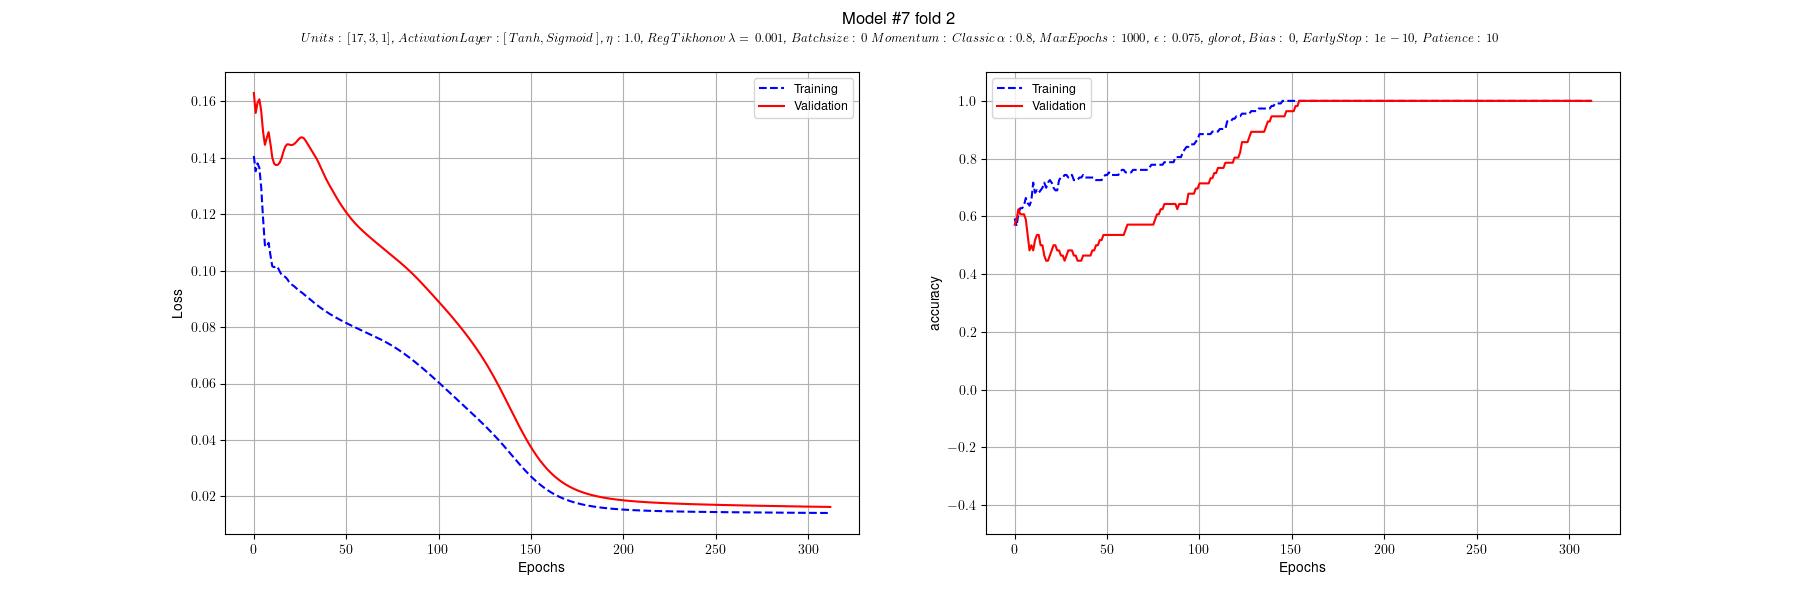 Model #7 fold 2
Units : [17, 3, 1], ActivationLayer : [Tanh, Sigmoid], η : 1.0, RegTikhonov λ = 0.001, Batchsize : 0 Momentum : Classic α : 0.8, MaxEpochs : 1000, ϵ : 0.075, glorot, Bias : 0, EarlyStop : 1e − 10, Patience : 10
Training
Validation
0.16
0.14
0.12
0.10
0.08
0.06
0.04
0.02
Loss
0 50 100 150 200 250 300
Epochs
Training
Validation
1.0
0.8
0.6
0.4
0.2
0.0
−0.2
−0.4
accuracy
0 50 100 150 200 250 300
Epochs